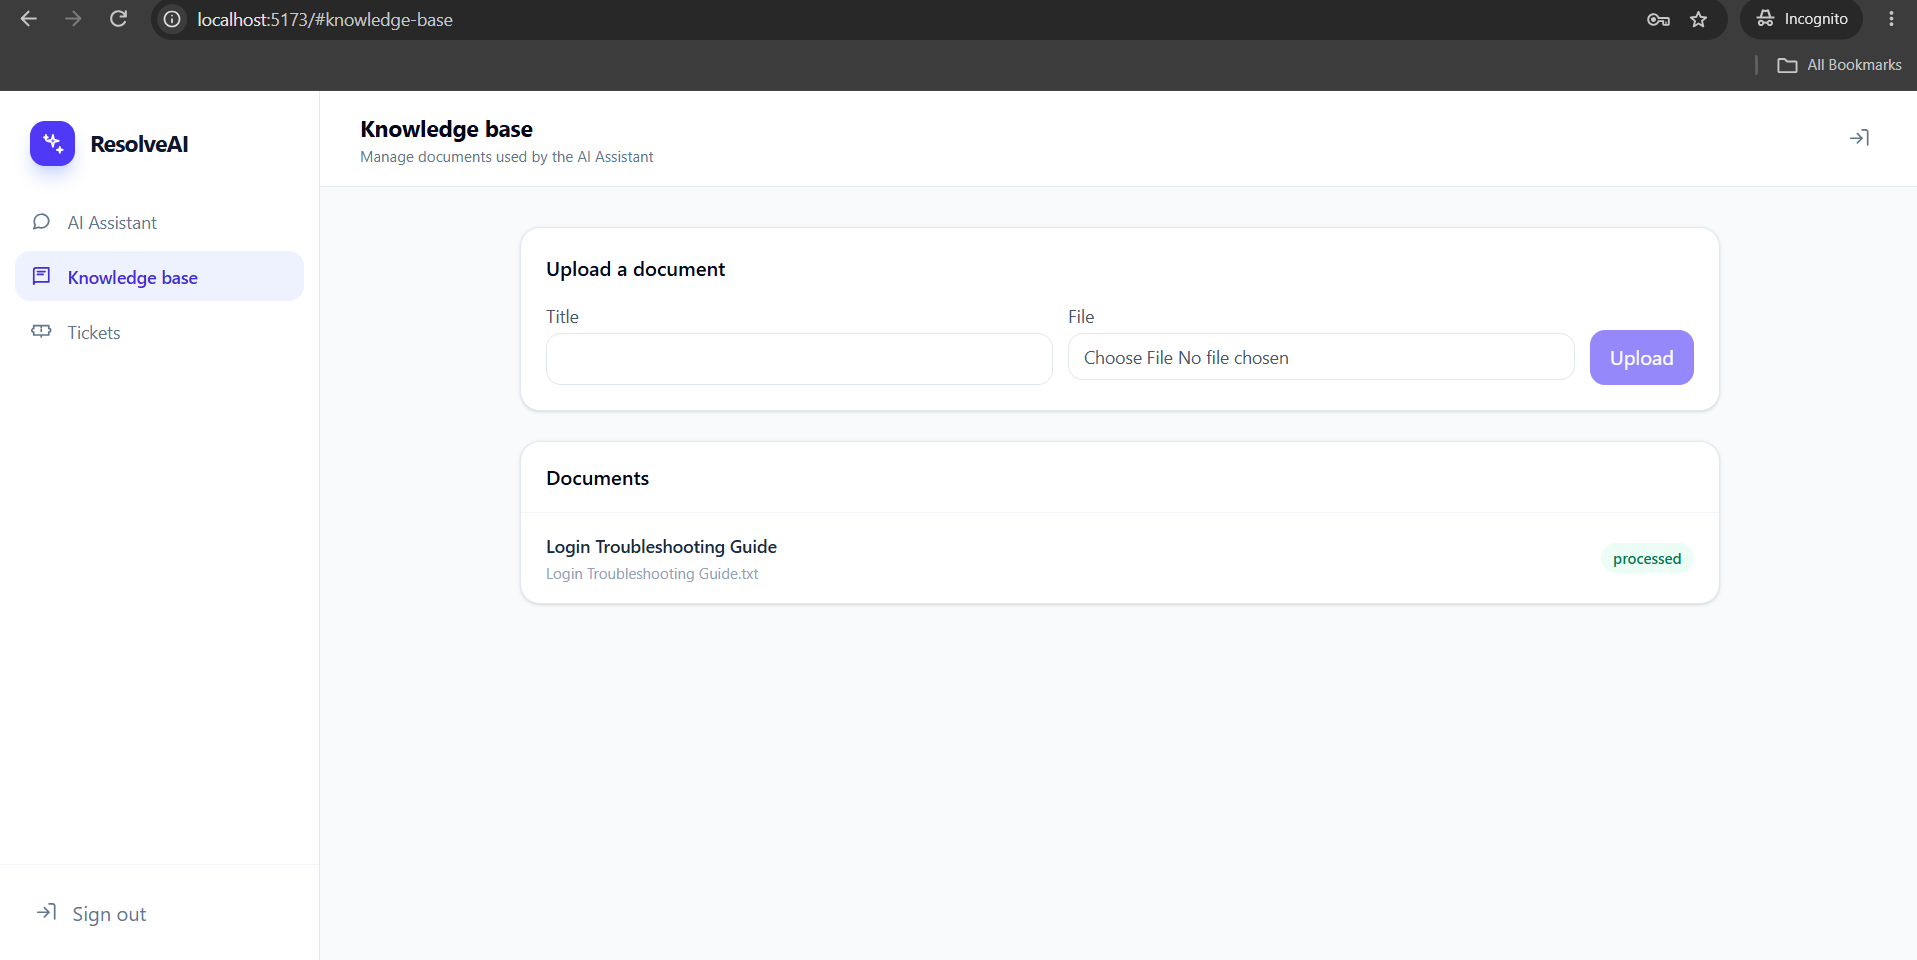 localhost:5173/#knowledge-base
Incognito
All Bookmarks
ResolveAI
AI Assistant
Knowledge base
Tickets
Sign out
Knowledge base
Manage documents used by the AI Assistant
Upload a document
Title
File
Choose File No file chosen
Upload
Documents
Login Troubleshooting Guide
Login Troubleshooting Guide.txt
processed